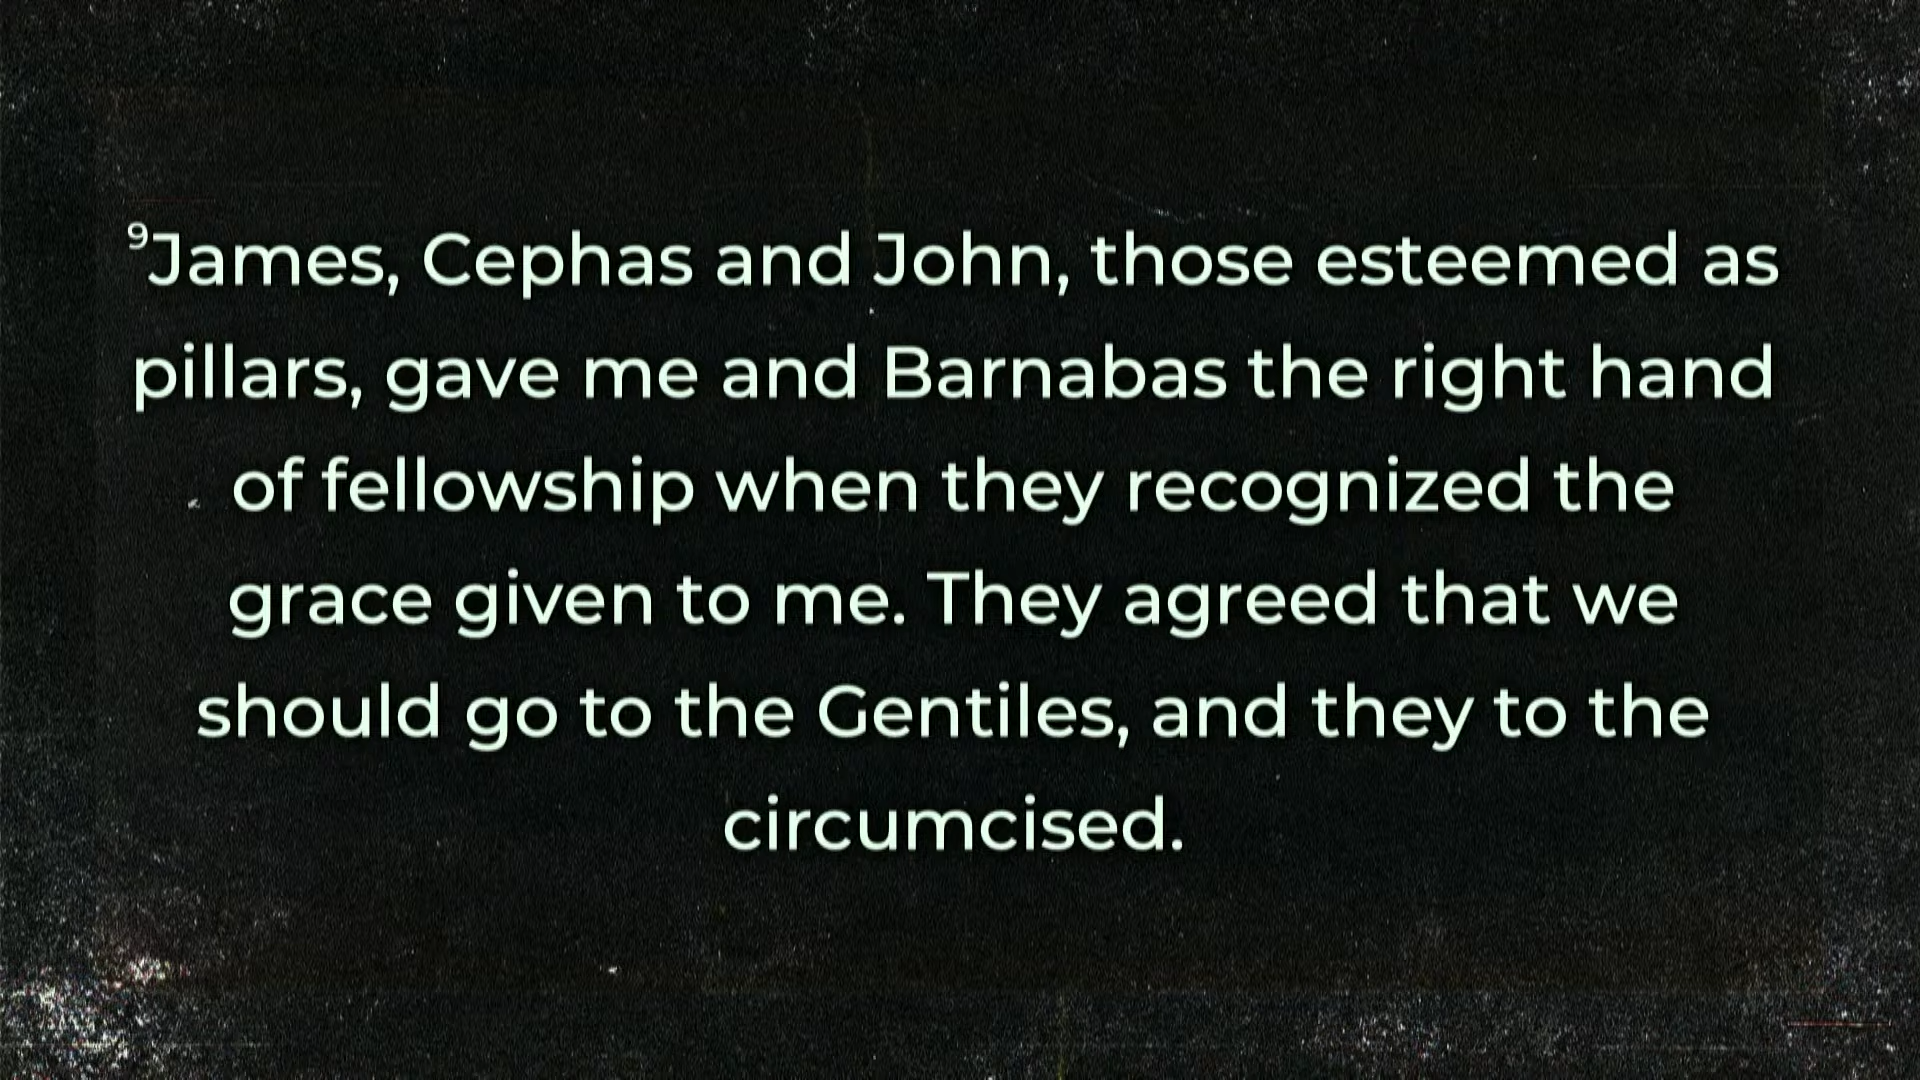 ⁹James, Cephas and John, those esteemed as
pillars, gave me and Barnabas the right hand
of fellowship when they recognized the
grace given to me. They agreed that we
should go to the Gentiles, and they to the
circumcised.